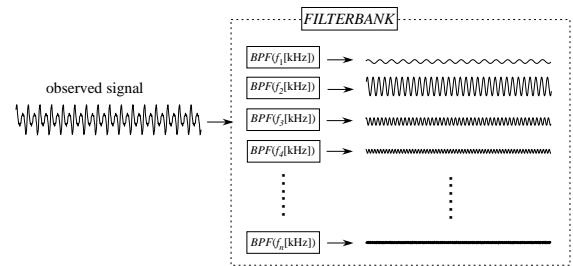 FILTERBANK
observed signal
BPF(f1[kHz])
BPF(f2[kHz])
BPF(f3[kHz])
BPF(f4[kHz])
BPF(fn[kHz])